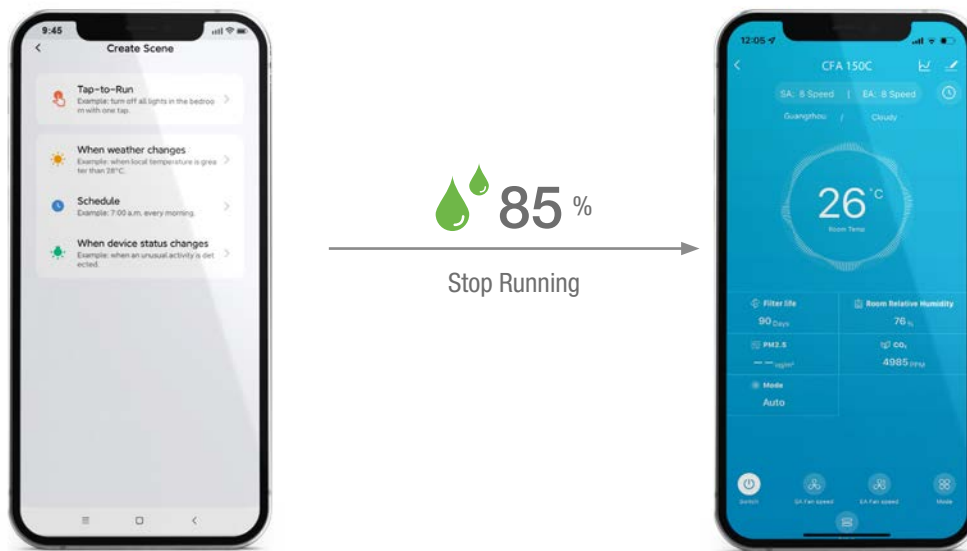 9:45
Create Scene
Tap-to-Run
Example: turn off all lights in the bedroo
m with one tap.
When weather changes
Example: when local temperature is grea
ter than 28°C.
Schedule
Example: 7:00 a.m. every morning.
When device status changes
Example: when an unusual activity is det
ected.
85 %
Stop Running
12:05
CFA 150C
SA: 8 Speed | EA: 8 Speed
Guangzhou / Cloudy
26 °C
Room Temp
Filter life
90 Days
Room Relative Humidity
76 %
PM2.5
-- ug/m³
CO₂
4985 PPM
Mode
Auto
Switch
SA Fan speed
EA Fan speed
Mode